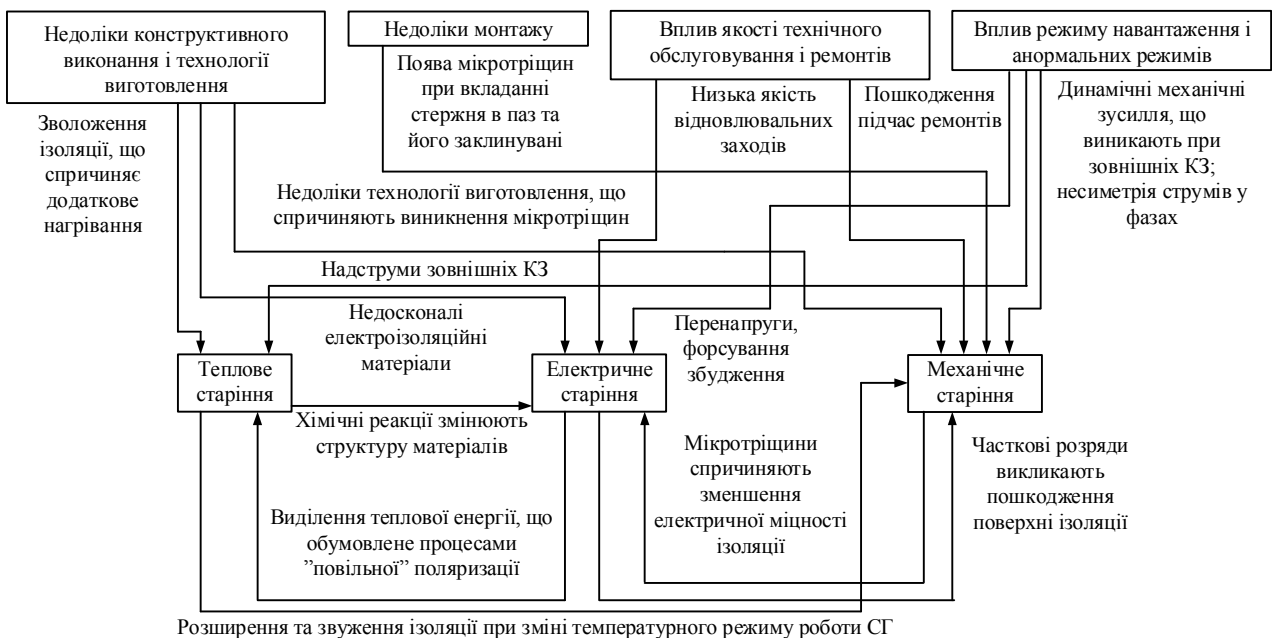 Недоліки конструктивного
виконання і технології
виготовлення
Недоліки монтажу
Вплив якості технічного
обслуговування і ремонтів
Вплив режиму навантаження і
анормальних режимів
Зволоження
ізоляції, що
спричиняє
додаткове
нагрівання
Поява мікротріщин
при вкладанні
стержня в паз та
його заклинувані
Низька якість
відновлювальних
заходів
Пошкодження
підчас ремонтів
Динамічні механічні
зусилля, що
виникають при
зовнішніх КЗ;
несиметрія струмів у
фазах
Недоліки технології виготовлення, що
спричиняють виникнення мікротріщин
Надструми зовнішніх КЗ
Недосконалі
електроізоляційні
матеріали
Перенапруги,
форсування
збудження
Теплове
старіння
Електричне
старіння
Механічне
старіння
Хімічні реакції змінюють
структуру матеріалів
Мікротріщини
спричиняють
зменшення
електричної міцності
ізоляції
Часткові розряди
викликають
пошкодження
поверхні ізоляції
Виділення теплової енергії, що
обумовлене процесами
”повільної” поляризації
Розширення та звуження ізоляції при зміні температурного режиму роботи СГ